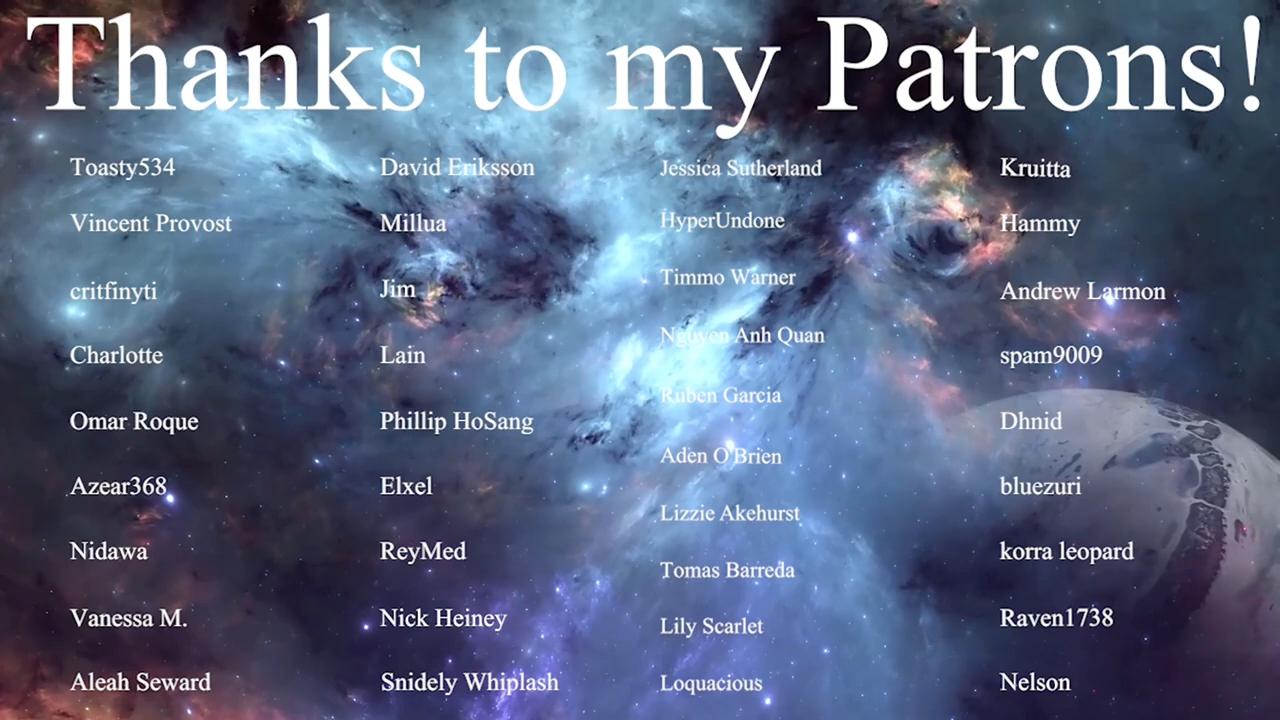 Thanks to my Patrons!
Toasty534
Vincent Provost
critfinyti
Charlotte
Omar Roque
Azear368
Nidawa
Vanessa M.
Aleah Seward
David Eriksson
Millua
Jim
Lain
Phillip HoSang
Elxel
ReyMed
Nick Heiney
Snidely Whiplash
Jessica Sutherland
HyperUndone
Timmo Warner
Nguyen Anh Quan
Ruben Garcia
Aden O'Brien
Lizzie Akehurst
Tomas Barreda
Lily Scarlet
Loquacious
Kruitta
Hammy
Andrew Larmon
spam9009
Dhnid
bluezuri
korra leopard
Raven1738
Nelson